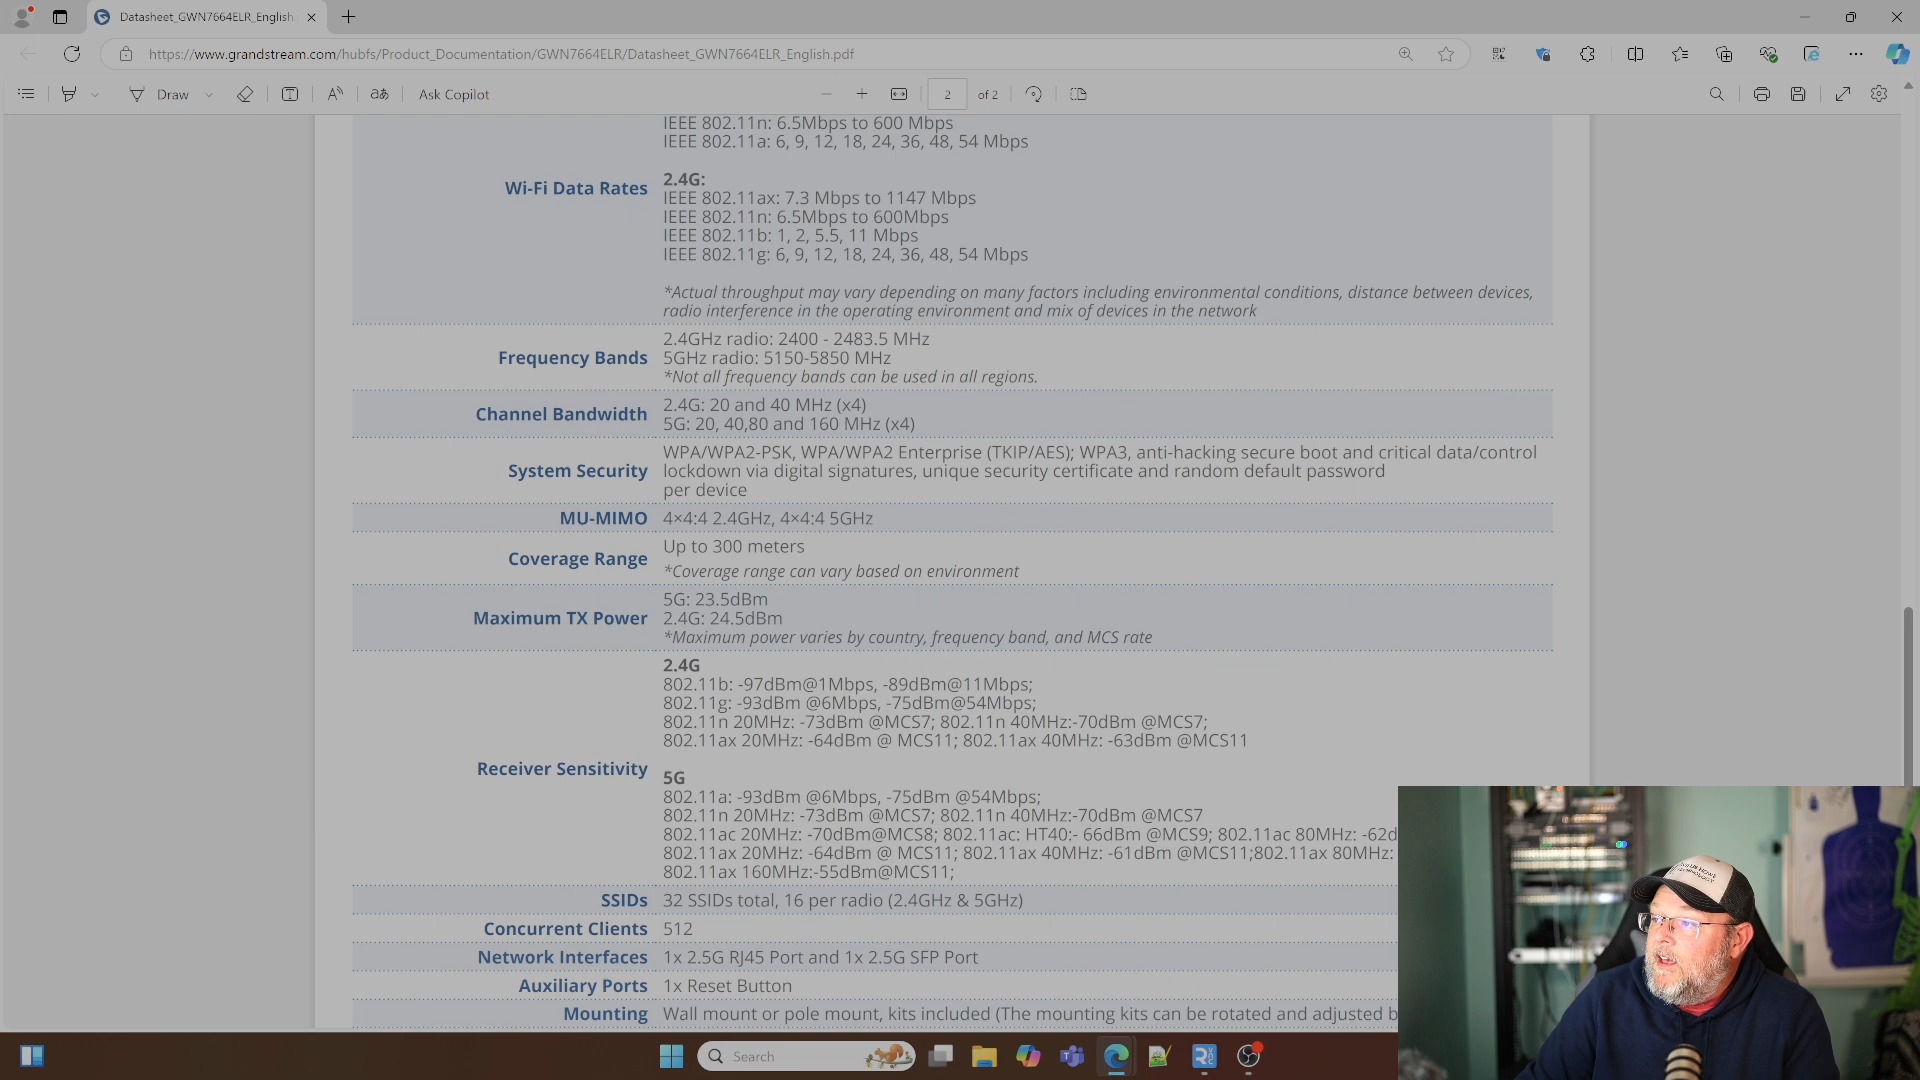 Datasheet_GWN7664ELR_English.
https://www.grandstream.com/hubfs/Product_Documentation/GWN7664ELR/Datasheet_GWN7664ELR_English.pdf
Draw
Ask Copilot
2 of 2
IEEE 802.11n: 6.5Mbps to 600 Mbps
IEEE 802.11a: 6, 9, 12, 18, 24, 36, 48, 54 Mbps
Wi-Fi Data Rates
2.4G:
IEEE 802.11ax: 7.3 Mbps to 1147 Mbps
IEEE 802.11n: 6.5Mbps to 600Mbps
IEEE 802.11b: 1, 2, 5.5, 11 Mbps
IEEE 802.11g: 6, 9, 12, 18, 24, 36, 48, 54 Mbps
*Actual throughput may vary depending on many factors including environmental conditions, distance between devices,
radio interference in the operating environment and mix of devices in the network
Frequency Bands
2.4GHz radio: 2400 - 2483.5 MHz
5GHz radio: 5150-5850 MHz
*Not all frequency bands can be used in all regions.
Channel Bandwidth
2.4G: 20 and 40 MHz (x4)
5G: 20, 40,80 and 160 MHz (x4)
System Security
WPA/WPA2-PSK, WPA/WPA2 Enterprise (TKIP/AES); WPA3, anti-hacking secure boot and critical data/control
lockdown via digital signatures, unique security certificate and random default password
per device
MU-MIMO
4×4:4 2.4GHz, 4×4:4 5GHz
Coverage Range
Up to 300 meters
*Coverage range can vary based on environment
Maximum TX Power
5G: 23.5dBm
2.4G: 24.5dBm
*Maximum power varies by country, frequency band, and MCS rate
Receiver Sensitivity
2.4G
802.11b: -97dBm@1Mbps, -89dBm@11Mbps;
802.11g: -93dBm @6Mbps, -75dBm@54Mbps;
802.11n 20MHz: -73dBm @MCS7; 802.11n 40MHz:-70dBm @MCS7;
802.11ax 20MHz: -64dBm @ MCS11; 802.11ax 40MHz: -63dBm @MCS11
5G
802.11a: -93dBm @6Mbps, -75dBm @54Mbps;
802.11n 20MHz: -73dBm @MCS7; 802.11n 40MHz:-70dBm @MCS7
802.11ac 20MHz: -70dBm@MCS8; 802.11ac: HT40:- 66dBm @MCS9; 802.11ac 80MHz: -62d
802.11ax 20MHz: -64dBm @ MCS11; 802.11ax 40MHz: -61dBm @MCS11;802.11ax 80MHz:
802.11ax 160MHz:-55dBm@MCS11;
SSIDs
32 SSIDs total, 16 per radio (2.4GHz & 5GHz)
Concurrent Clients
512
Network Interfaces
1x 2.5G RJ45 Port and 1x 2.5G SFP Port
Auxiliary Ports
1x Reset Button
Mounting
Wall mount or pole mount, kits included (The mounting kits can be rotated and adjusted b
Search